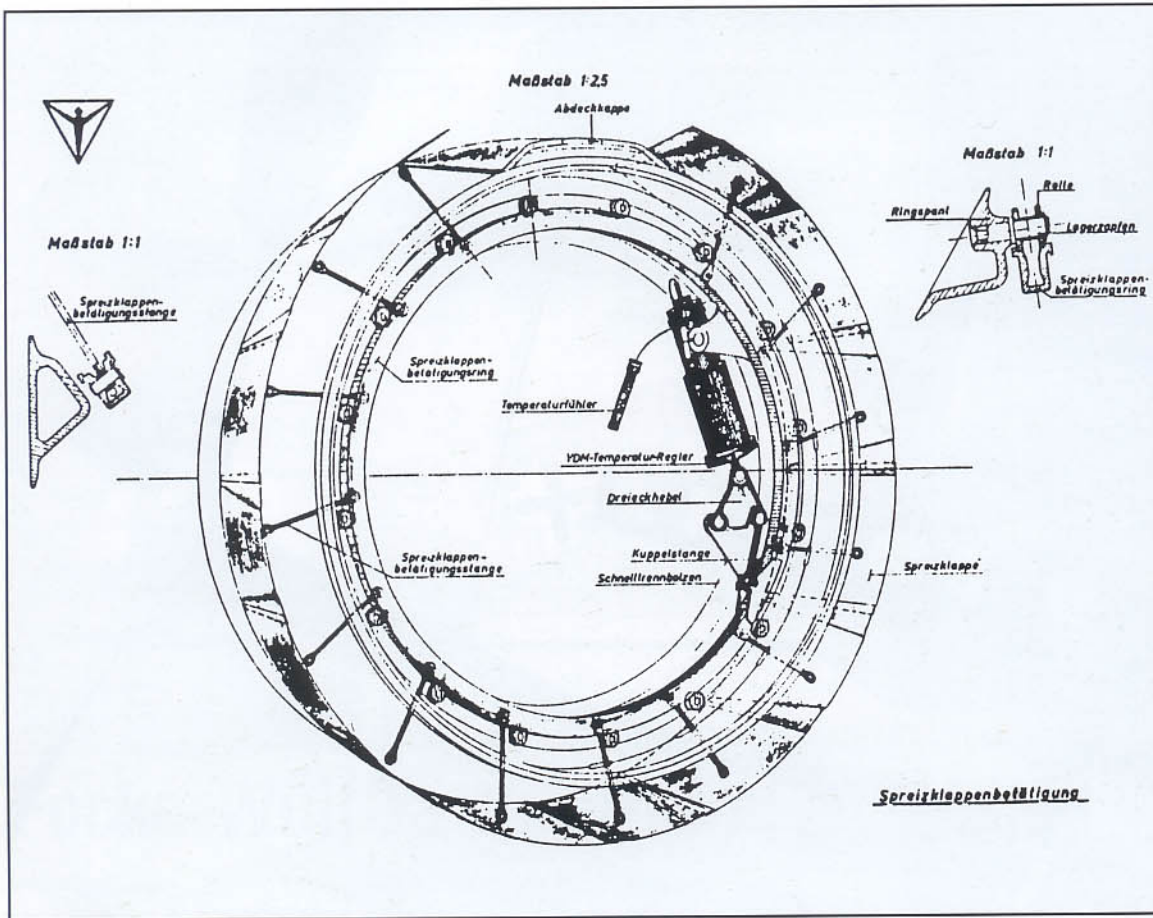 Maßstab 1:2,5
Abdeckkappe
Maßstab 1:1
Rolle
Ringspant
Lagerzapfen
Spreizklappen-
betätigungsring
Maßstab 1:1
Spreizklappen-
betätigungsstange
Spreizklappen-
betätigungsring
Temperaturfühler
VDM-Temperatur-Regler
Dreieckhebel
Kuppelstange
Schnelltrennbolzen
Spreizklappen-
betätigungsstange
Spreizklappe
Spreizklappenbetätigung